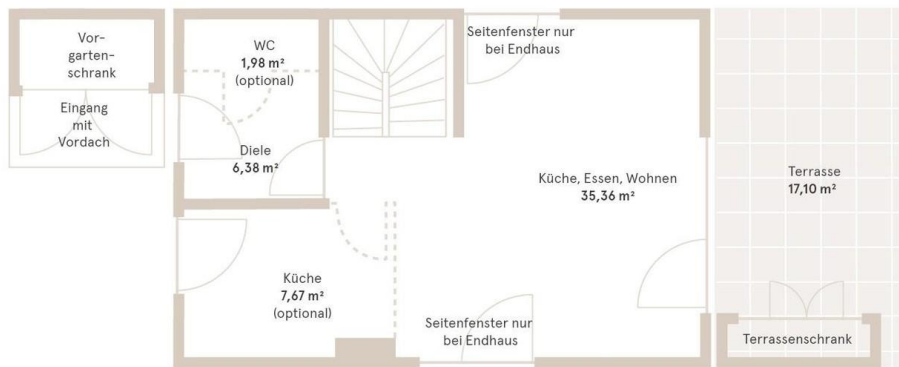 Vor-
garten-
schrank
Eingang
mit
Vordach
WC
1,98 m²
(optional)
Diele
6,38 m²
Seitenfenster nur
bei Endhaus
Küche, Essen, Wohnen
35,36 m²
Terrasse
17,10 m²
Küche
7,67 m²
(optional)
Seitenfenster nur
bei Endhaus
Terrassenschrank